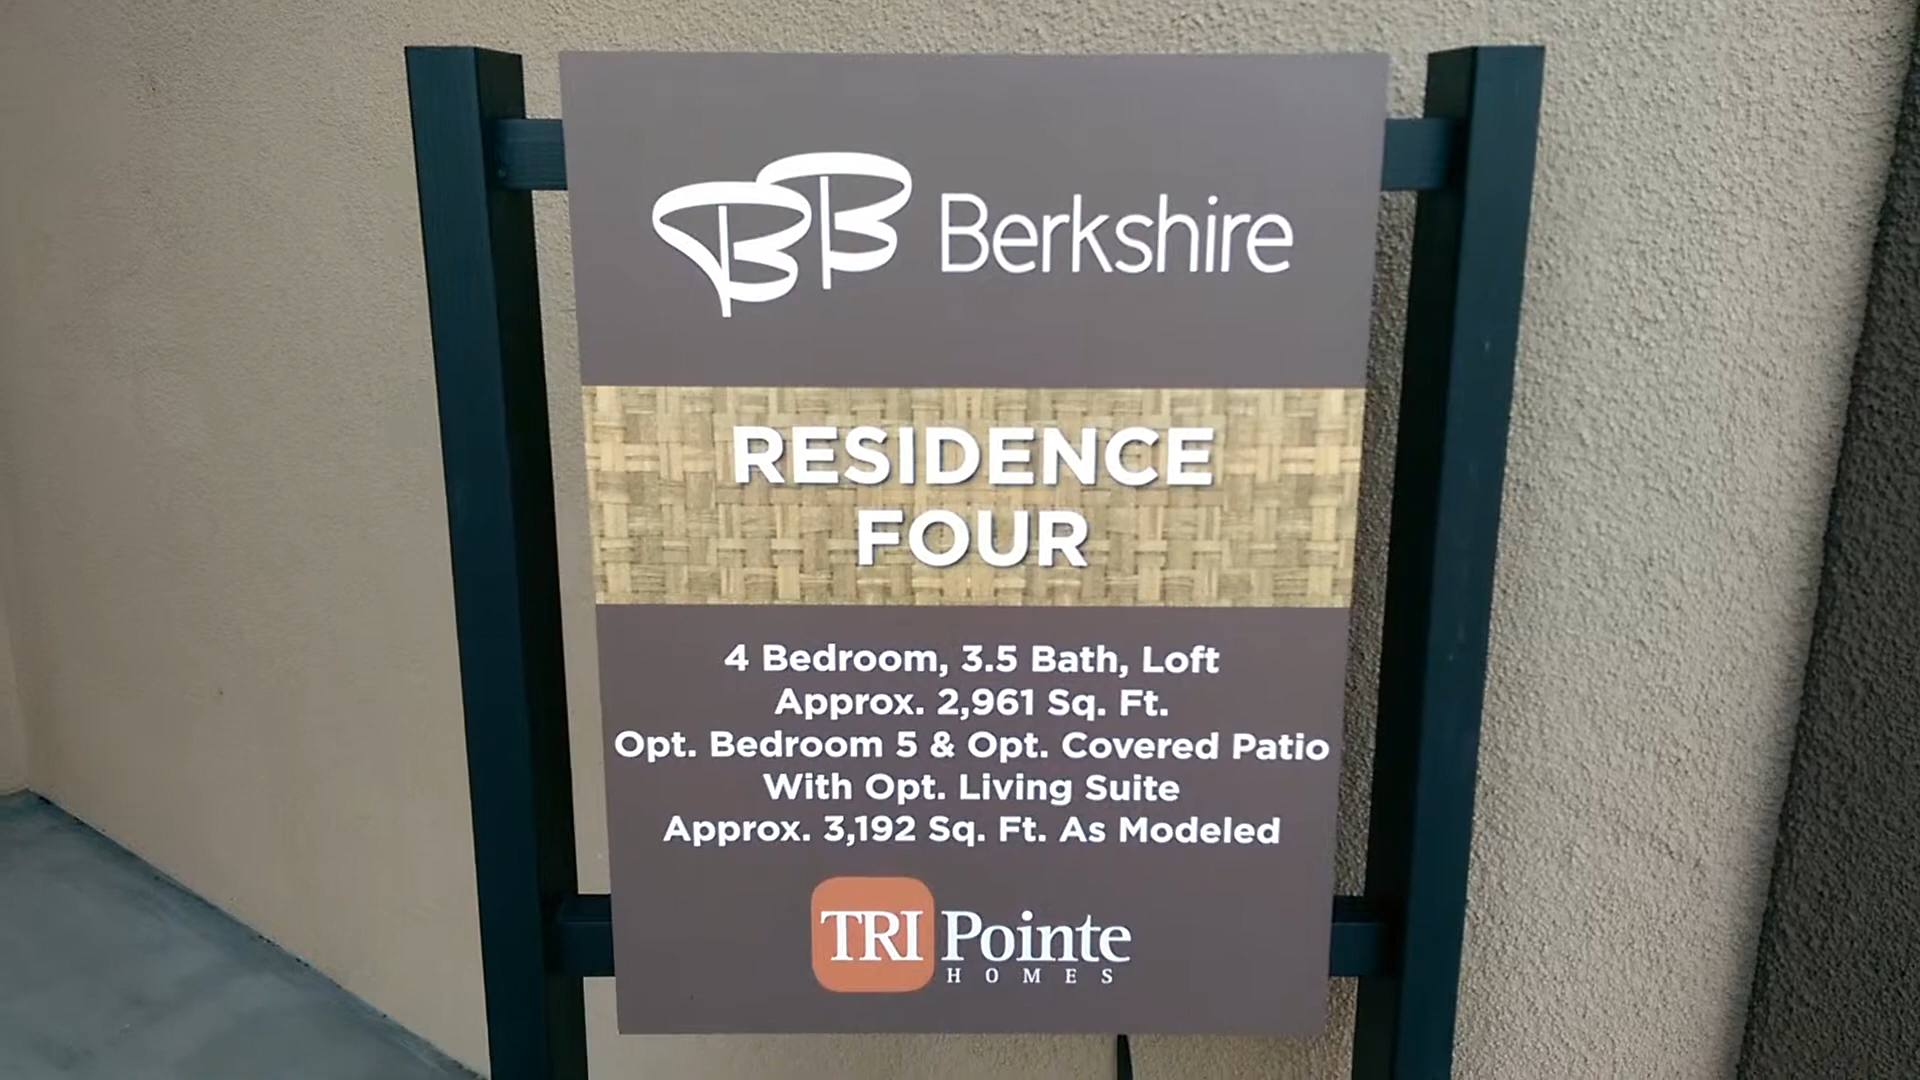 BB Berkshire
RESIDENCE
FOUR
4 Bedroom, 3.5 Bath, Loft
Approx. 2,961 Sq. Ft.
Opt. Bedroom 5 & Opt. Covered Patio
With Opt. Living Suite
Approx. 3,192 Sq. Ft. As Modeled
TRI Pointe
HOMES